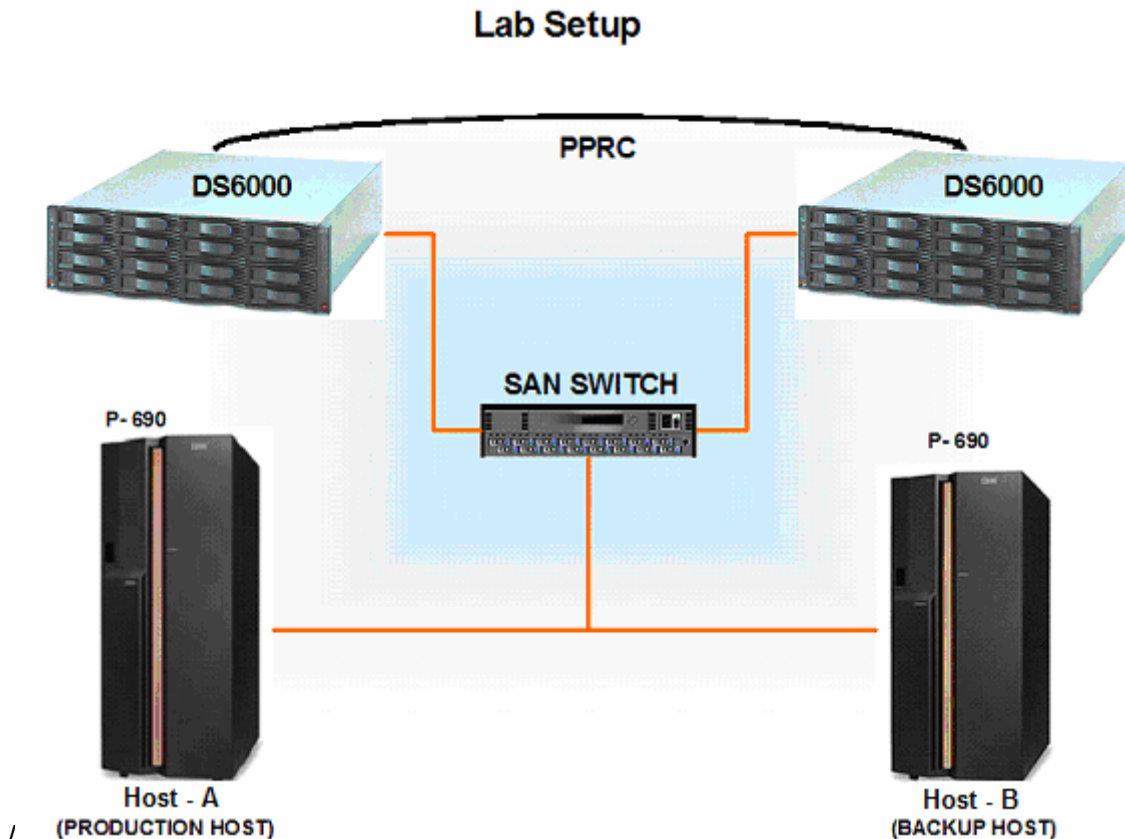 Lab Setup
PPRC
DS6000
DS6000
SAN SWITCH
P- 690
P- 690
Host - A
(PRODUCTION HOST)
Host - B
(BACKUP HOST)
/